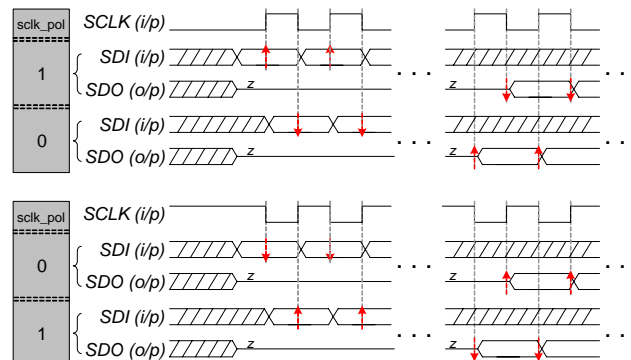 sclk_pol SCLK (i/p)
1 SDI (i/p) . . .
SDO (o/p) z z
0 SDI (i/p) . . .
SDO (o/p) z z
sclk_pol SCLK (i/p)
0 SDI (i/p) . . .
SDO (o/p) z z
1 SDI (i/p) . . .
SDO (o/p) z z